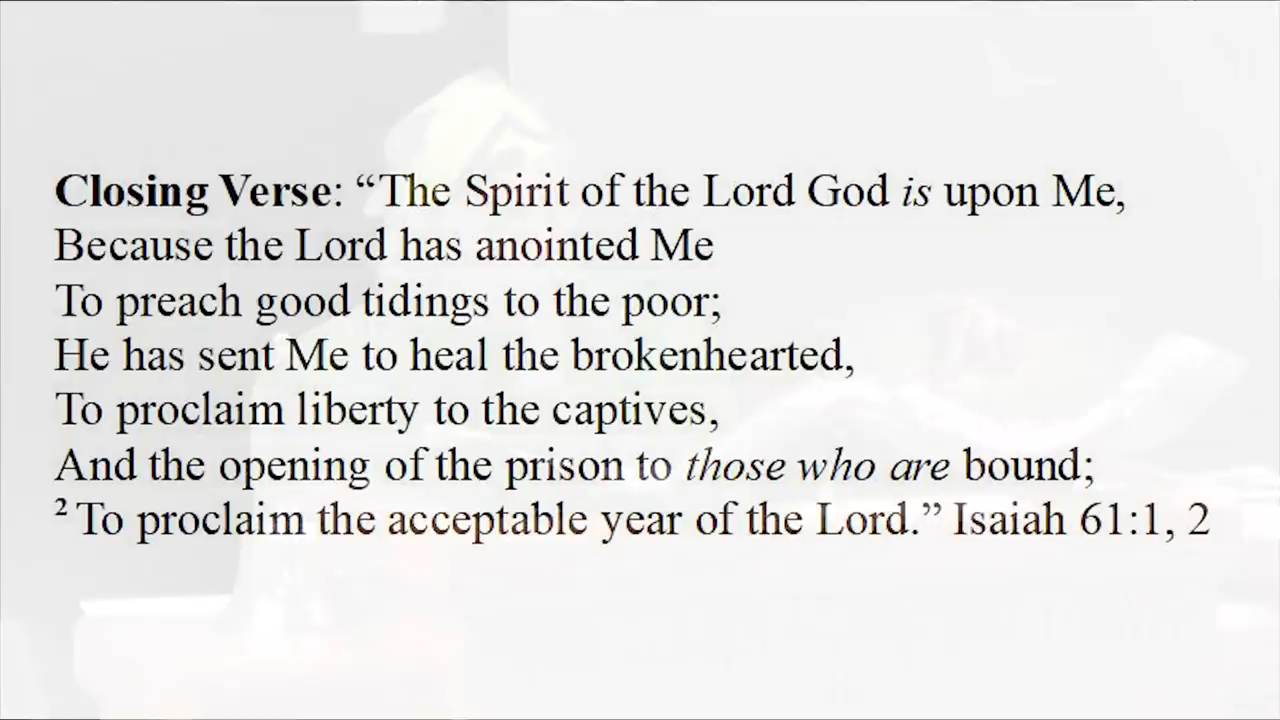 Closing Verse: “The Spirit of the Lord God is upon Me,
Because the Lord has anointed Me
To preach good tidings to the poor;
He has sent Me to heal the brokenhearted,
To proclaim liberty to the captives,
And the opening of the prison to those who are bound;
² To proclaim the acceptable year of the Lord.” Isaiah 61:1, 2